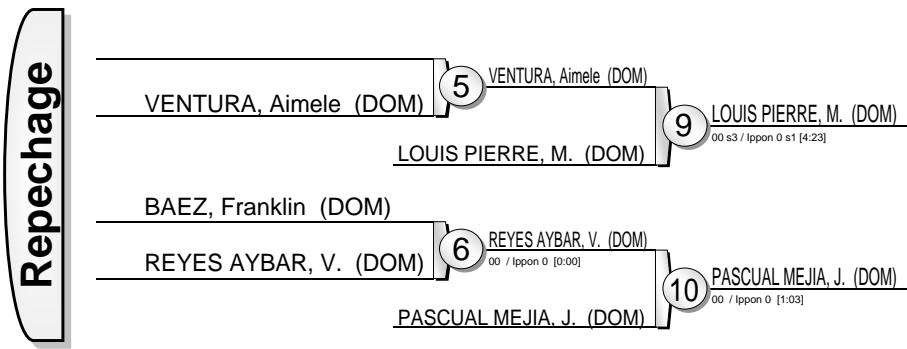 Repechage
VENTURA, Aimele (DOM)
5
VENTURA, Aimele (DOM)
LOUIS PIERRE, M. (DOM)
9
LOUIS PIERRE, M. (DOM)
00 s3 / Ippon 0 s1 [4:23]
BAEZ, Franklin (DOM)
REYES AYBAR, V. (DOM)
6
REYES AYBAR, V. (DOM)
00 / Ippon 0 [0:00]
PASCUAL MEJIA, J. (DOM)
10
PASCUAL MEJIA, J. (DOM)
00 / Ippon 0 [1:03]